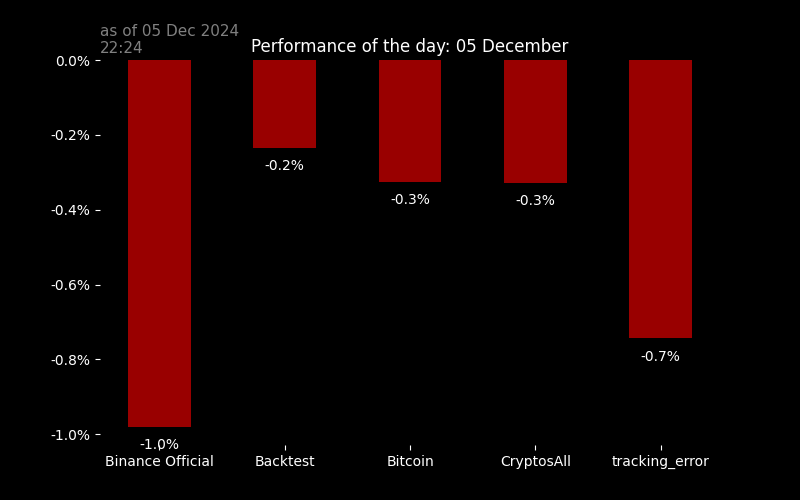 as of 05 Dec 2024
22:24
Performance of the day: 05 December
0.0%
-0.2%
-0.4%
-0.6%
-0.8%
-1.0%
-1.0%
-0.2%
-0.3%
-0.3%
-0.7%
Binance Official
Backtest
Bitcoin
CryptosAll
tracking_error